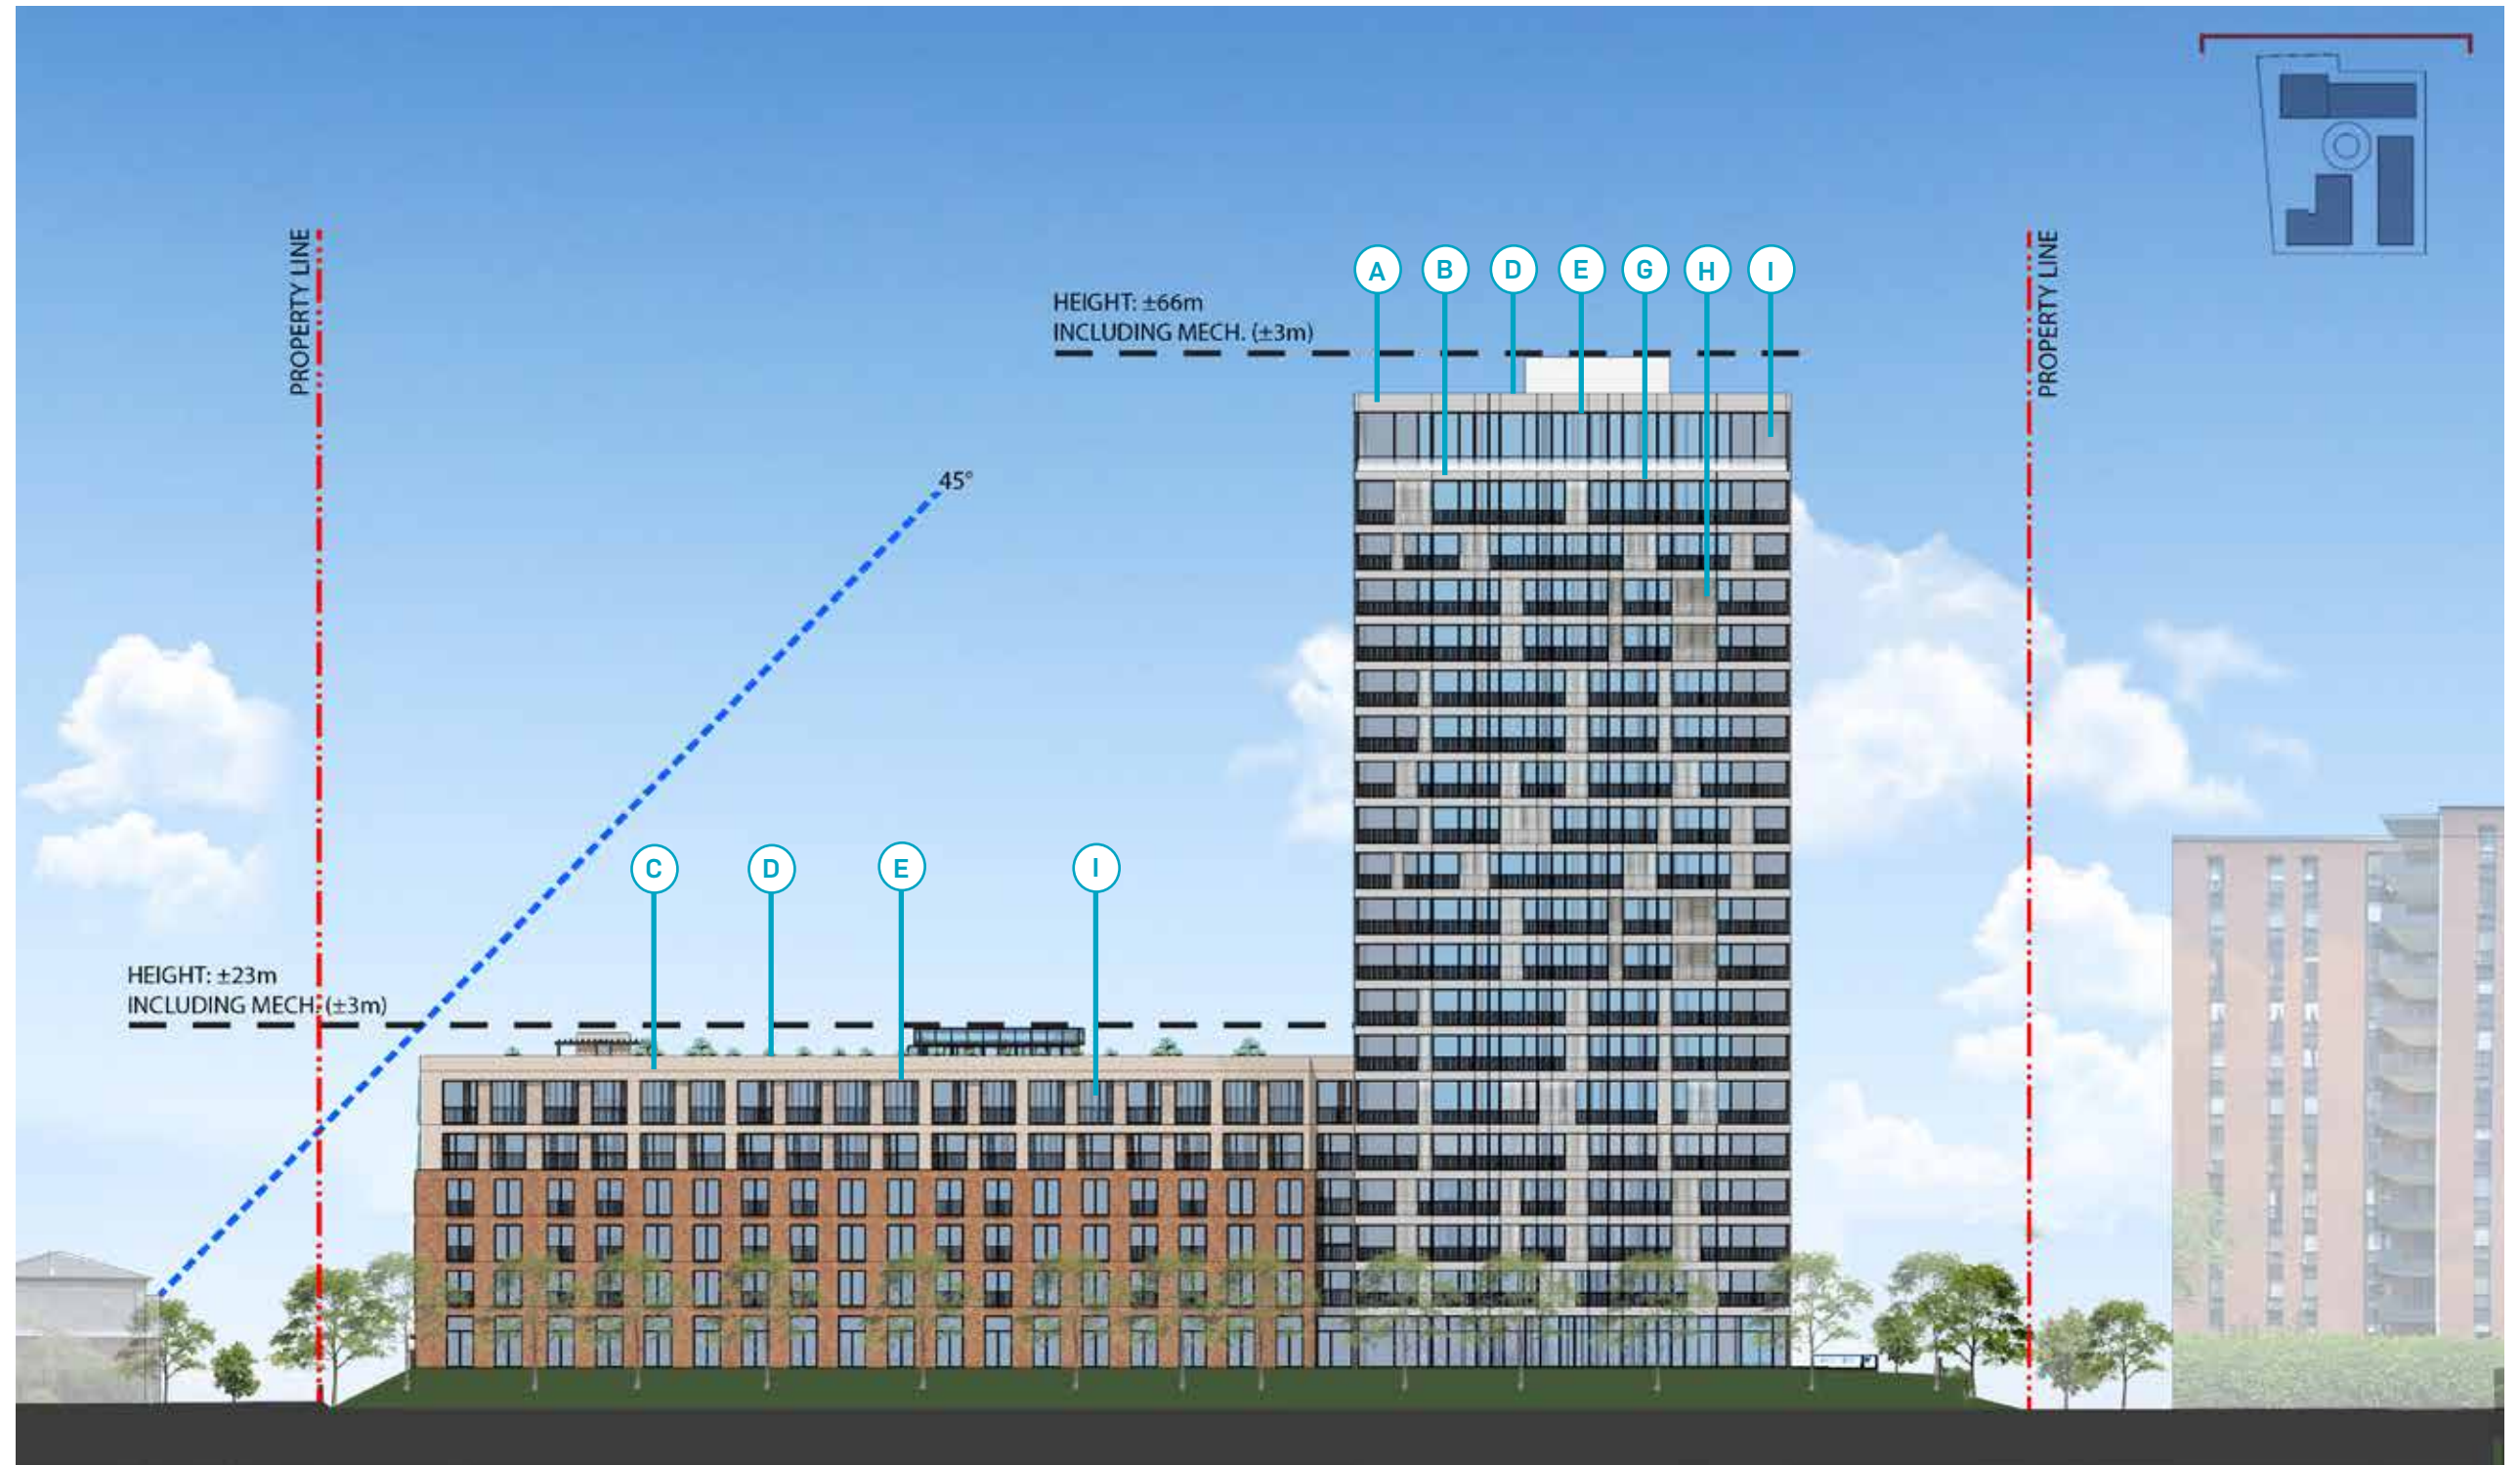 PROPERTY LINE
PROPERTY LINE
A B D E G H I
HEIGHT: ±66m
INCLUDING MECH. (±3m)
45°
C D E I
HEIGHT: ±23m
INCLUDING MECH. (±3m)